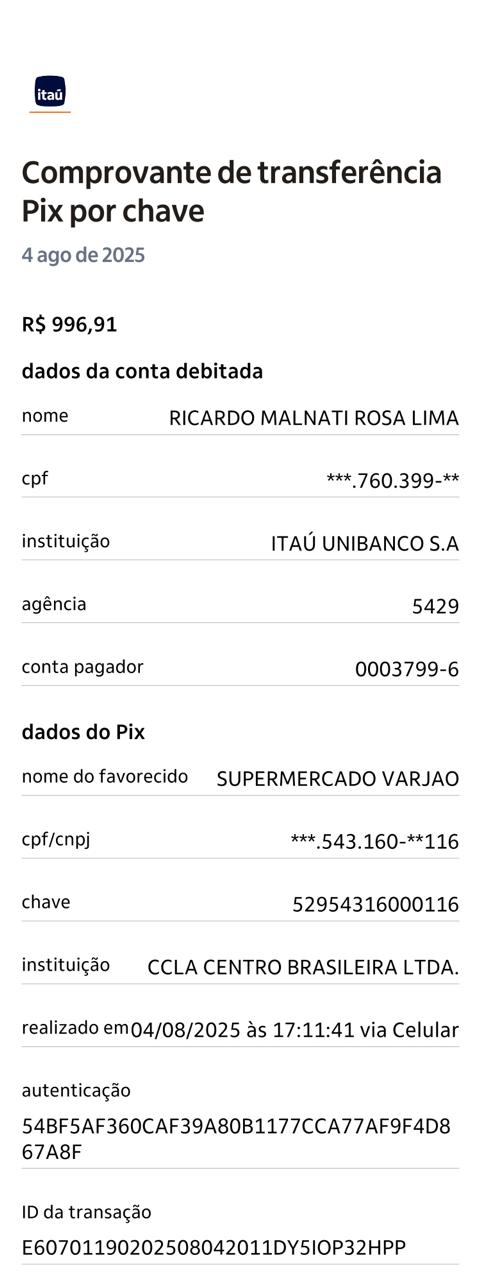 itaú
Comprovante de transferência
Pix por chave
4 ago de 2025
R$ 996,91
dados da conta debitada
nome RICARDO MALNATI ROSA LIMA
cpf ***.760.399-**
instituição ITAÚ UNIBANCO S.A
agência 5429
conta pagador 0003799-6
dados do Pix
nome do favorecido SUPERMERCADO VARJAO
cpf/cnpj ***.543.160-**116
chave 52954316000116
instituição CCLA CENTRO BRASILEIRA LTDA.
realizado em 04/08/2025 às 17:11:41 via Celular
autenticação
54BF5AF360CAF39A80B1177CCA77AF9F4D8
67A8F
ID da transação
E60701190202508042011DY5IOP32HPP